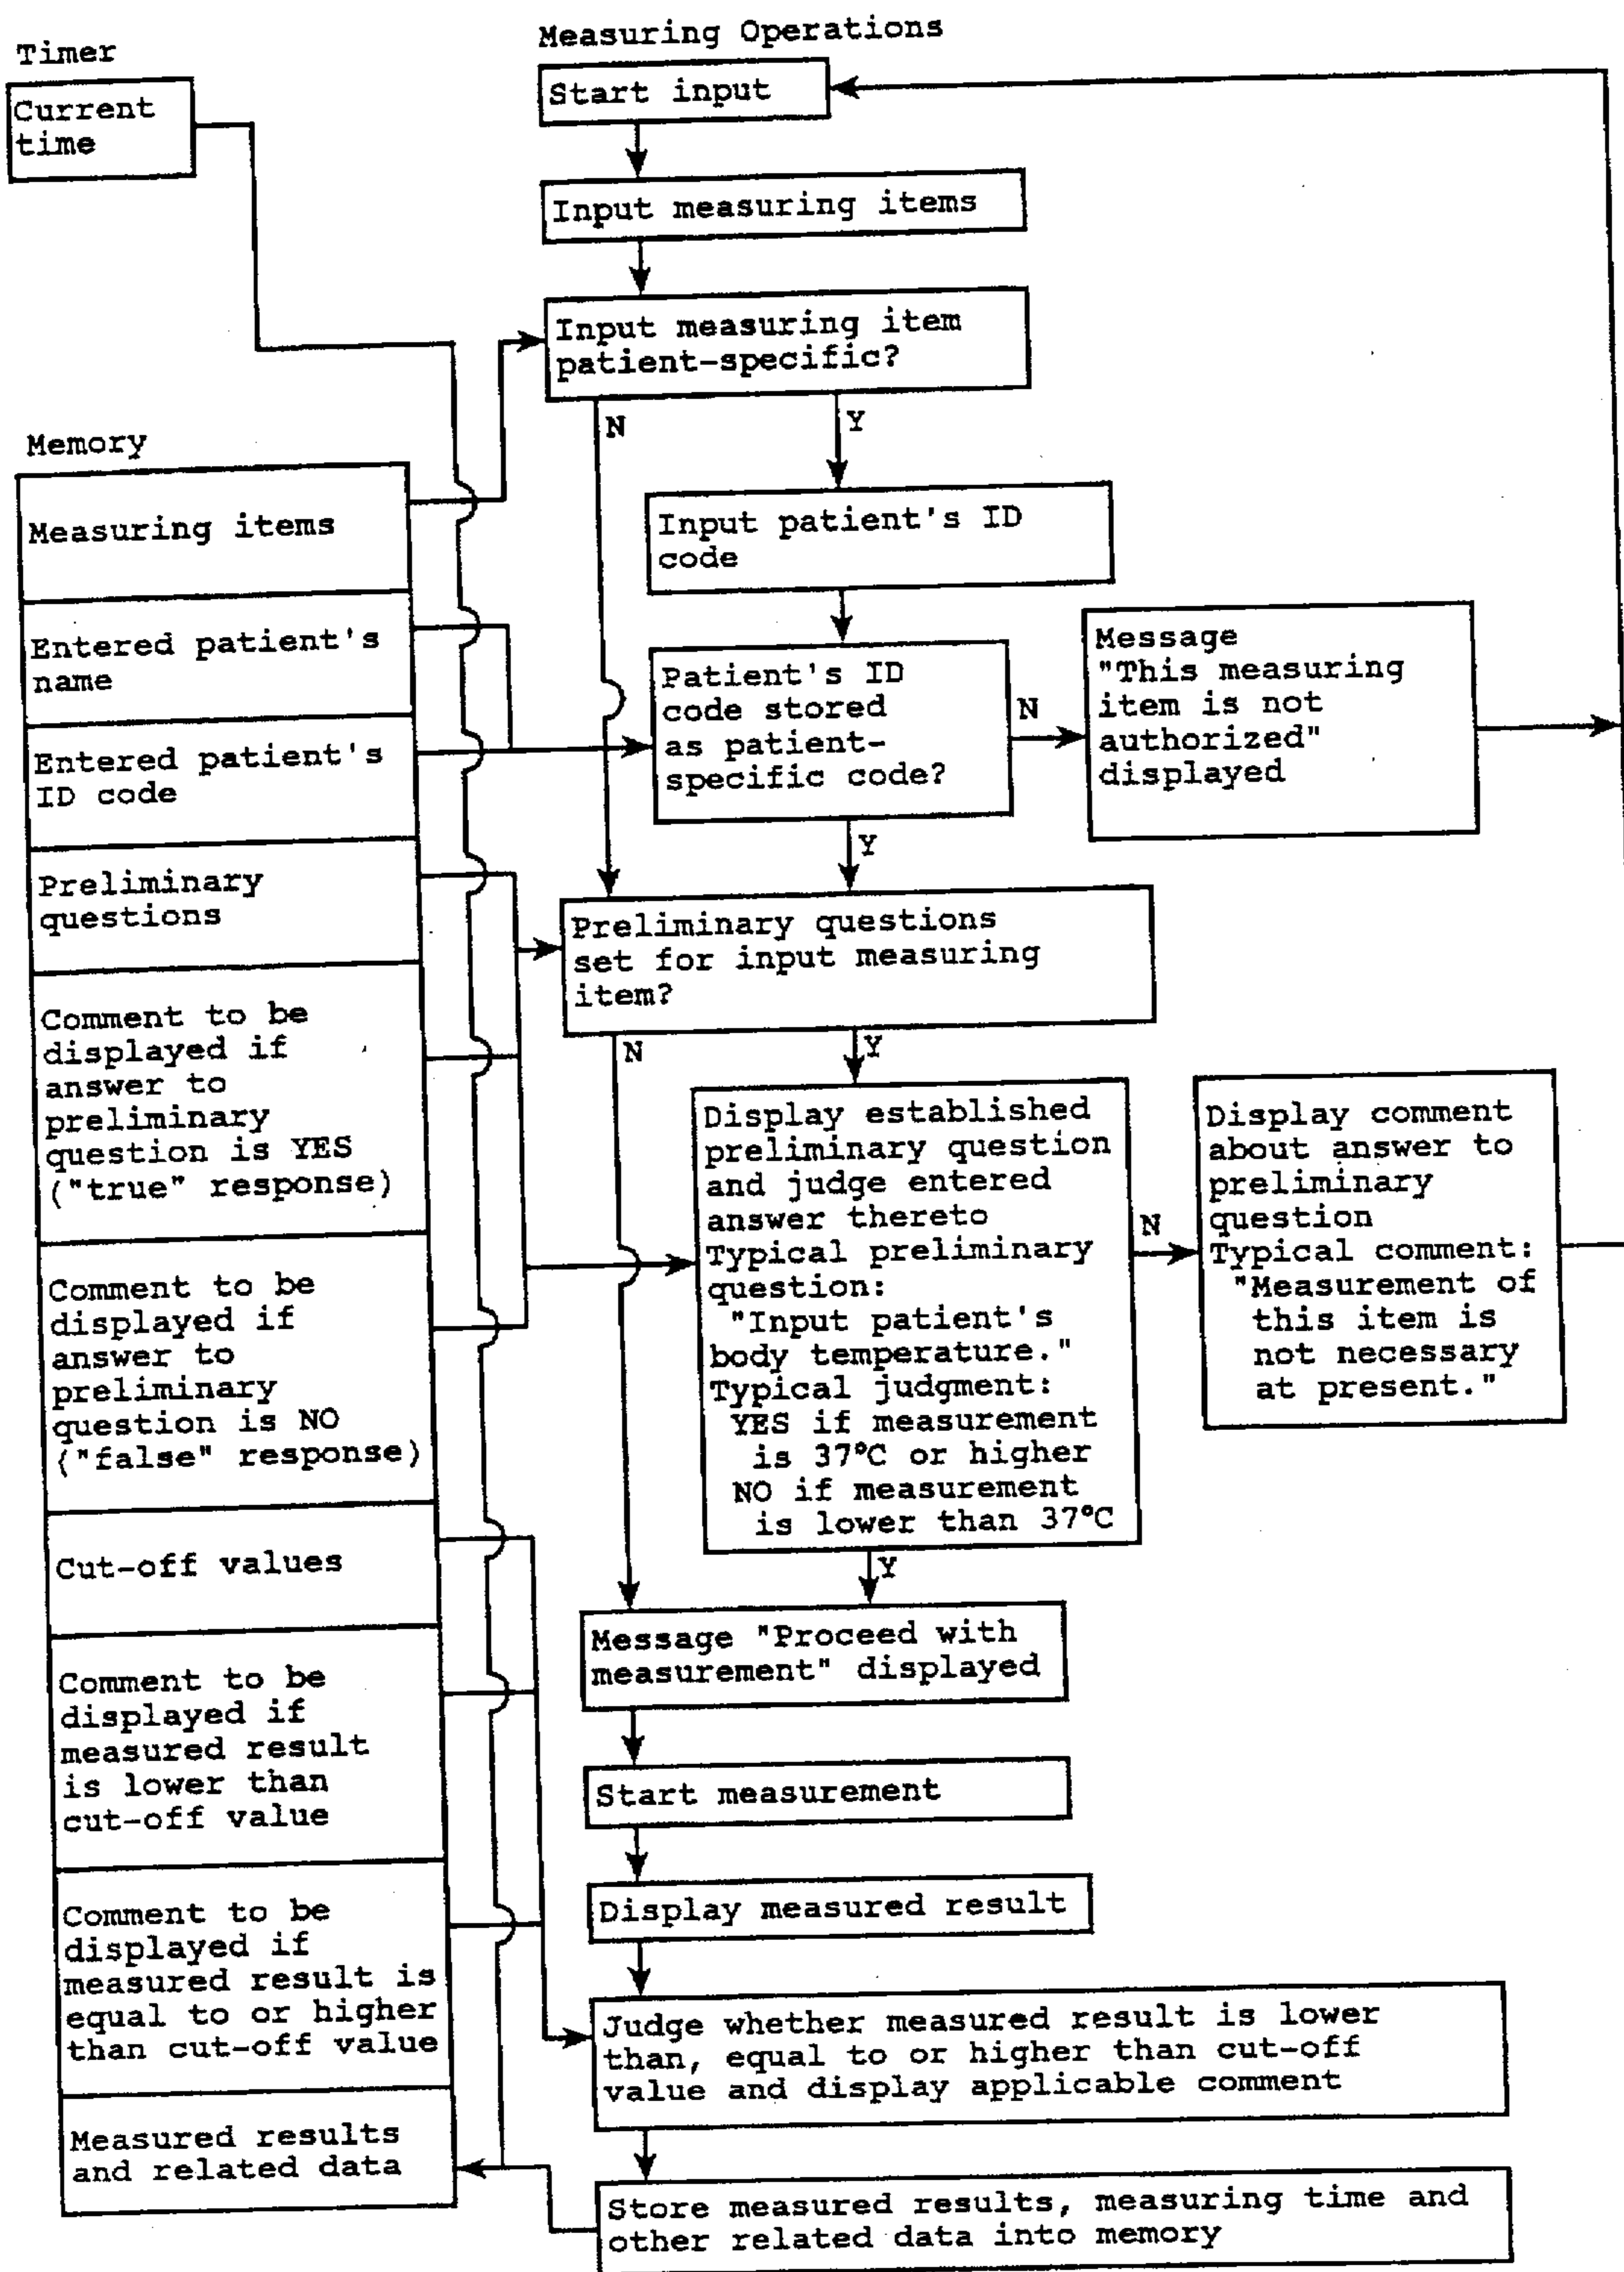 Timer
Current
time
Memory
Measuring items
Entered patient's
name
Entered patient's
ID code
Preliminary
questions
Comment to be
displayed if
answer to
preliminary
question is YES
("true" response)
Comment to be
displayed if
answer to
preliminary
question is NO
("false" response)
Cut-off values
Comment to be
displayed if
measured result
is lower than
cut-off value
Comment to be
displayed if
measured result is
equal to or higher
than cut-off value
Measured results
and related data
Measuring Operations
Start input
Input measuring items
Input measuring item
patient-specific?
N
Y
Input patient's ID
code
Patient's ID
code stored
as patient-
specific code?
N
Message
"This measuring
item is not
authorized"
displayed
Y
Preliminary questions
set for input measuring
item?
N
Y
Display established
preliminary question
and judge entered
answer thereto
Typical preliminary
question:
"Input patient's
body temperature."
Typical judgment:
YES if measurement
is 37°C or higher
NO if measurement
is lower than 37°C
N
Display comment
about answer to
preliminary
question
Typical comment:
"Measurement of
this item is
not necessary
at present."
Y
Message "Proceed with
measurement" displayed
Start measurement
Display measured result
Judge whether measured result is lower
than, equal to or higher than cut-off
value and display applicable comment
Store measured results, measuring time and
other related data into memory